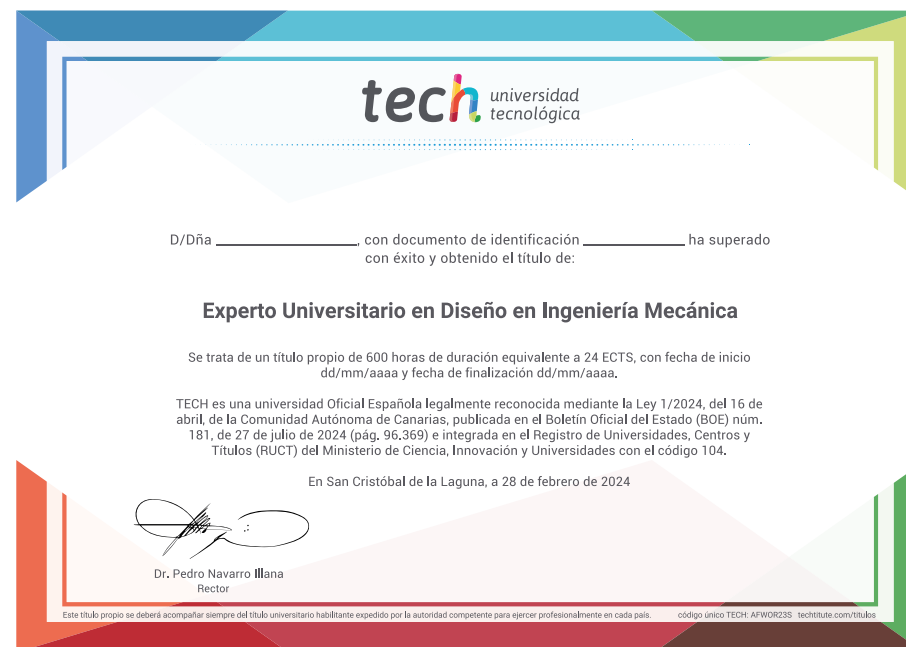 tech universidad
tecnológica
D/Dña ________________, con documento de identificación ____________ ha superado
con éxito y obtenido el título de:
Experto Universitario en Diseño en Ingeniería Mecánica
Se trata de un título propio de 600 horas de duración equivalente a 24 ECTS, con fecha de inicio
dd/mm/aaaa y fecha de finalización dd/mm/aaaa.
TECH es una universidad Oficial Española legalmente reconocida mediante la Ley 1/2024, del 16 de
abril, de la Comunidad Autónoma de Canarias, publicada en el Boletín Oficial del Estado (BOE) núm.
181, de 27 de julio de 2024 (pág. 96.369) e integrada en el Registro de Universidades, Centros y
Títulos (RUCT) del Ministerio de Ciencia, Innovación y Universidades con el código 104.
En San Cristóbal de la Laguna, a 28 de febrero de 2024
Dr. Pedro Navarro Illana
Rector
Este título propio se deberá acompañar siempre del título universitario habilitante expedido por la autoridad competente para ejercer profesionalmente en cada país. código único TECH: AFWOR23S techtitute.com/titulos